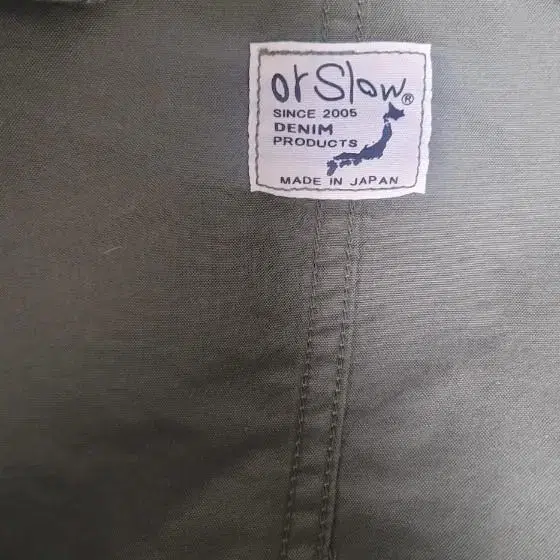 orSlow®
SINCE 2005
DENIM
PRODUCTS
MADE IN JAPAN